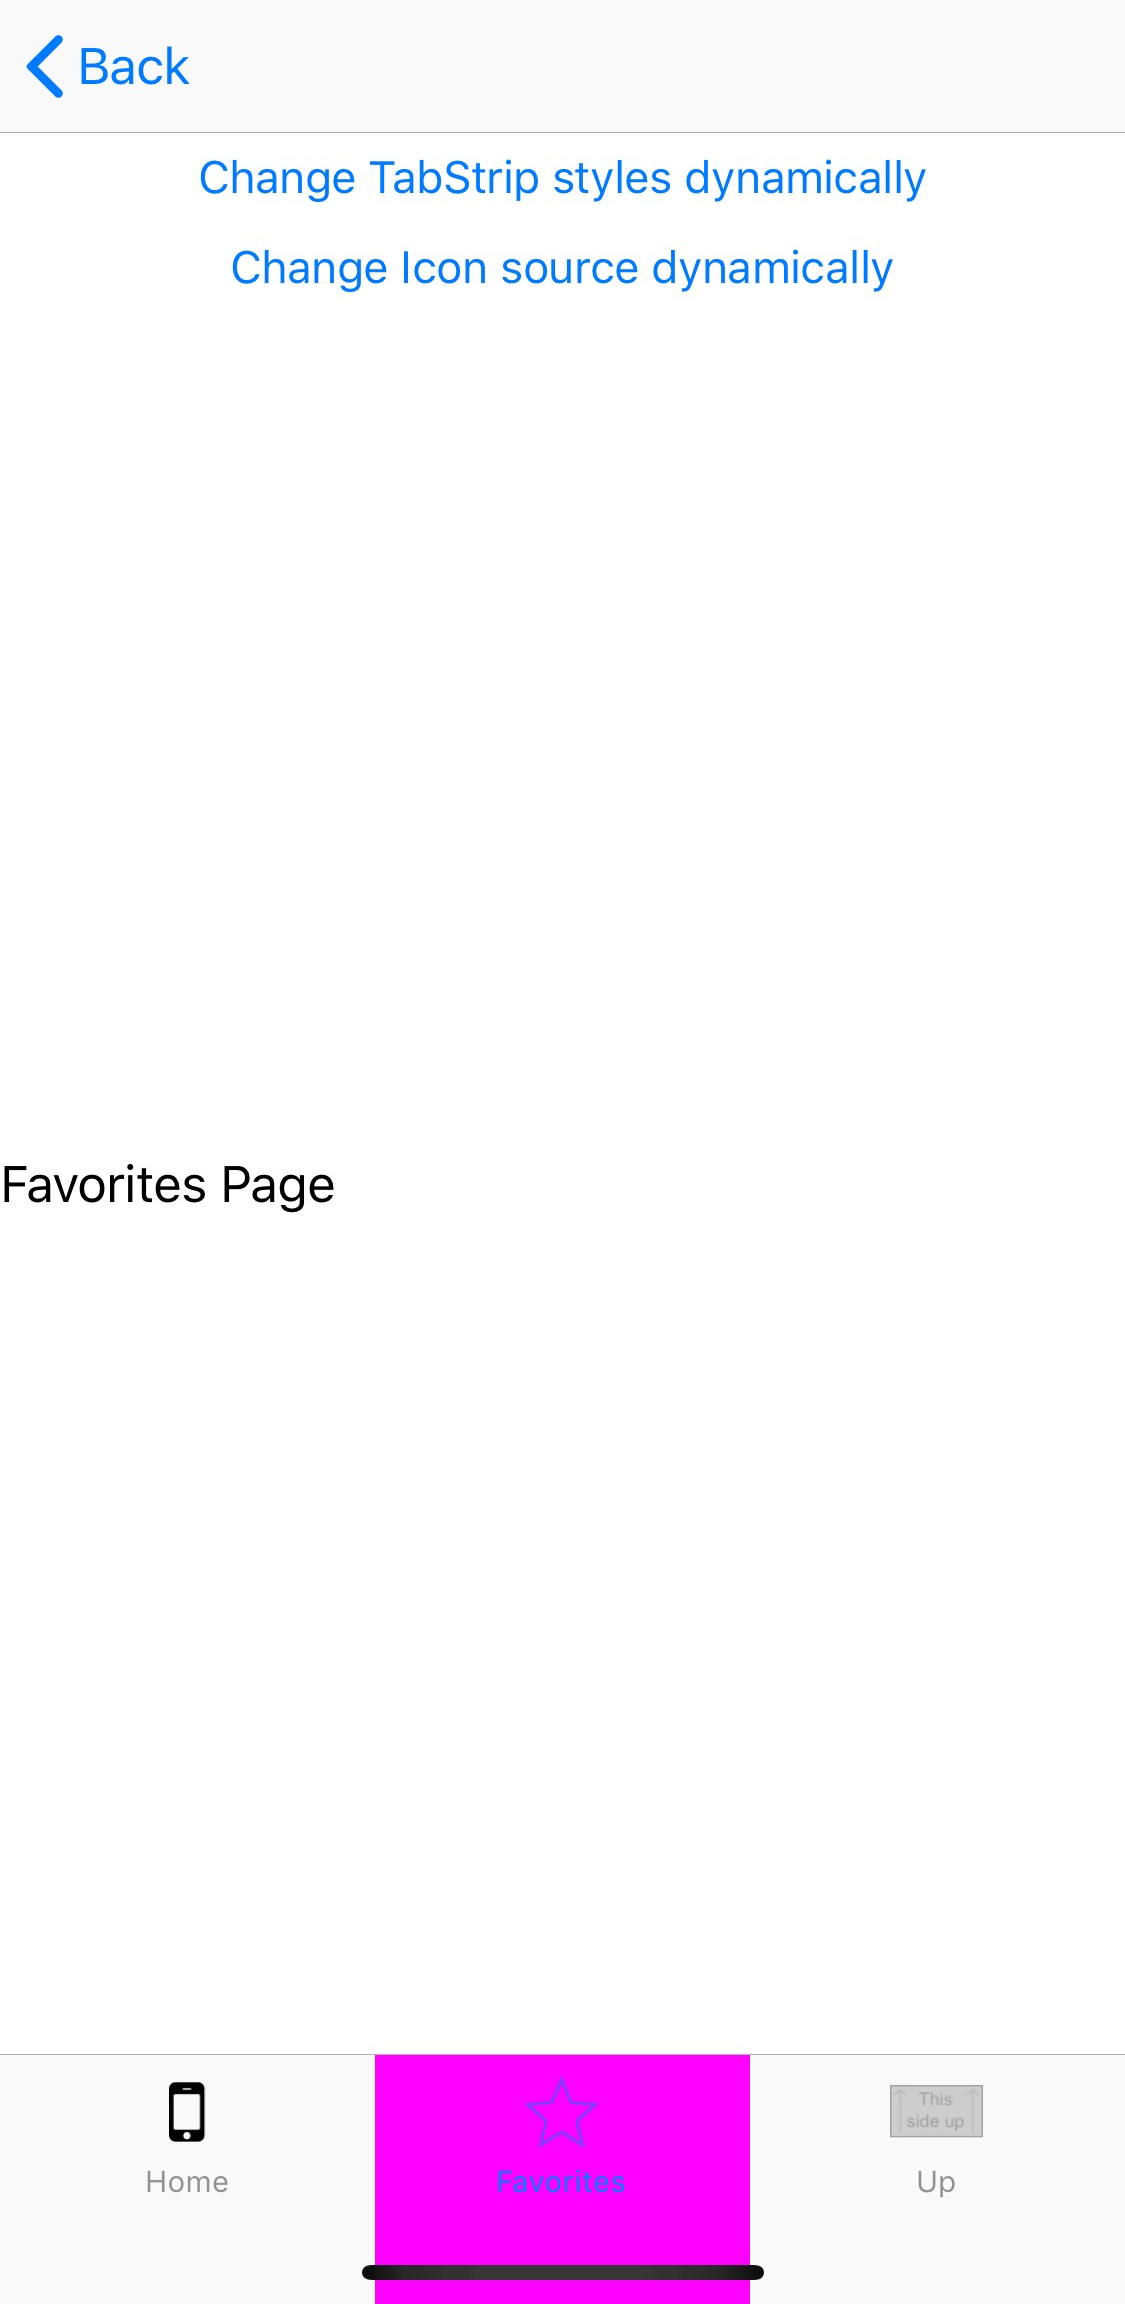 Back
Change TabStrip styles dynamically
Change Icon source dynamically
Favorites Page
This
side up
Home
Favorites
Up